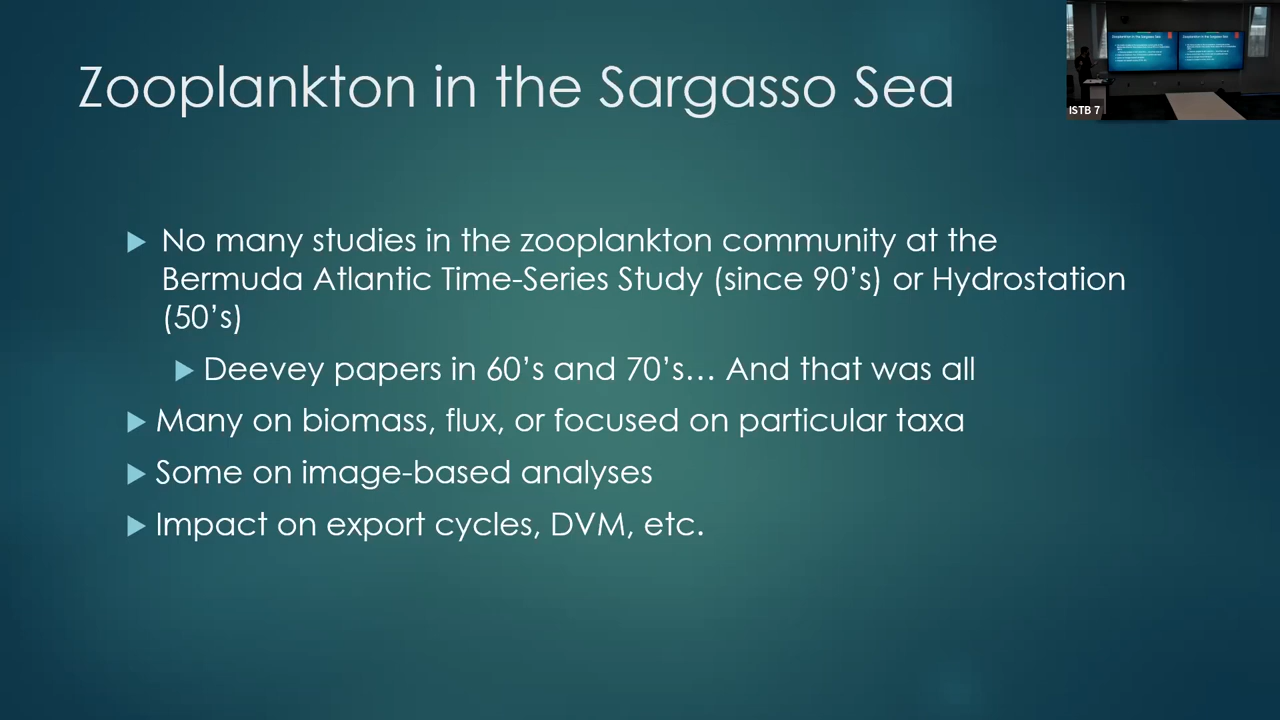 Zooplankton in the Sargasso Sea
ISTB 7
No many studies in the zooplankton community at the
Bermuda Atlantic Time-Series Study (since 90’s) or Hydrostation
(50’s)
Deevey papers in 60’s and 70’s… And that was all
Many on biomass, flux, or focused on particular taxa
Some on image-based analyses
Impact on export cycles, DVM, etc.